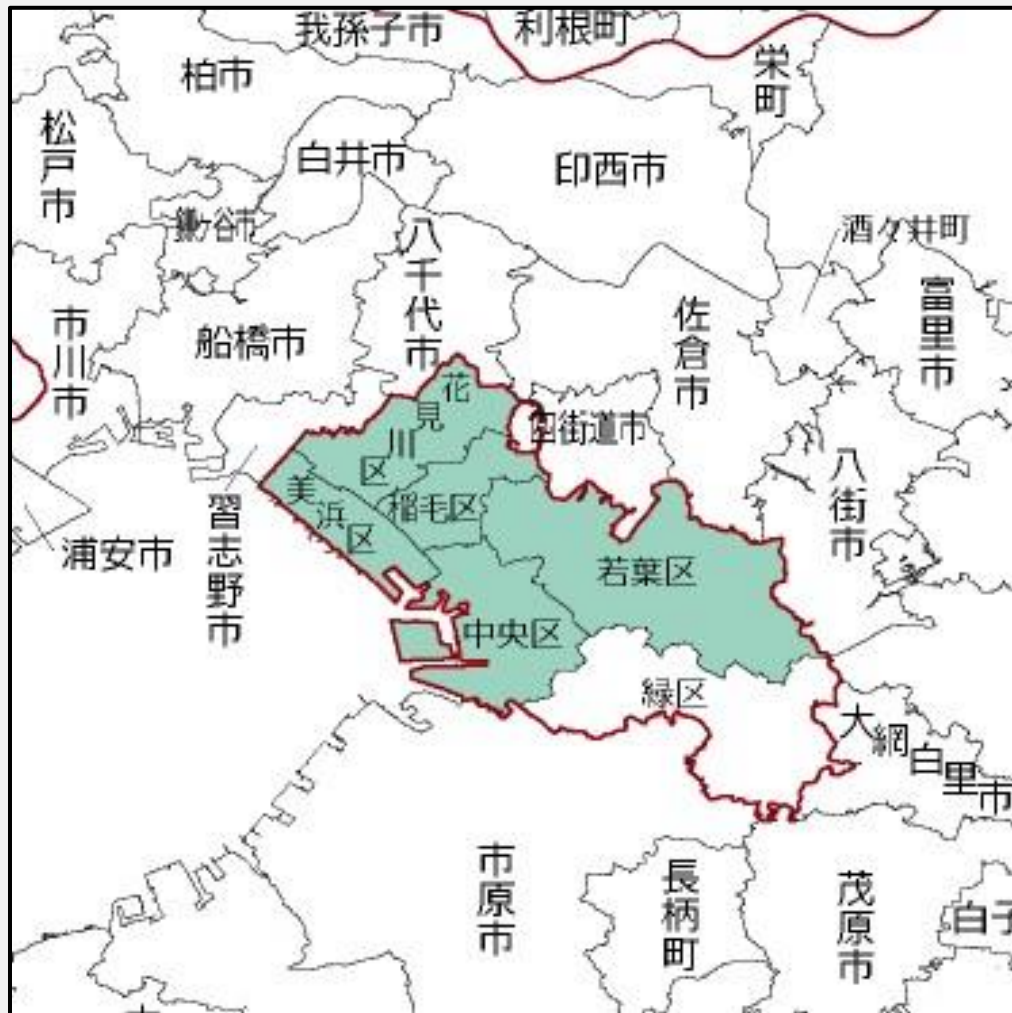 我孫子市
利根町
栄町
柏市
松戸市
白井市
印西市
鎌ヶ谷市
酒々井町
八千代市
富里市
市川市
船橋市
佐倉市
花見川区
四街道市
八街市
美浜区
稲毛区
浦安市
習志野市
若葉区
中央区
緑区
大網白里市
市原市
長柄町
茂原市
白子